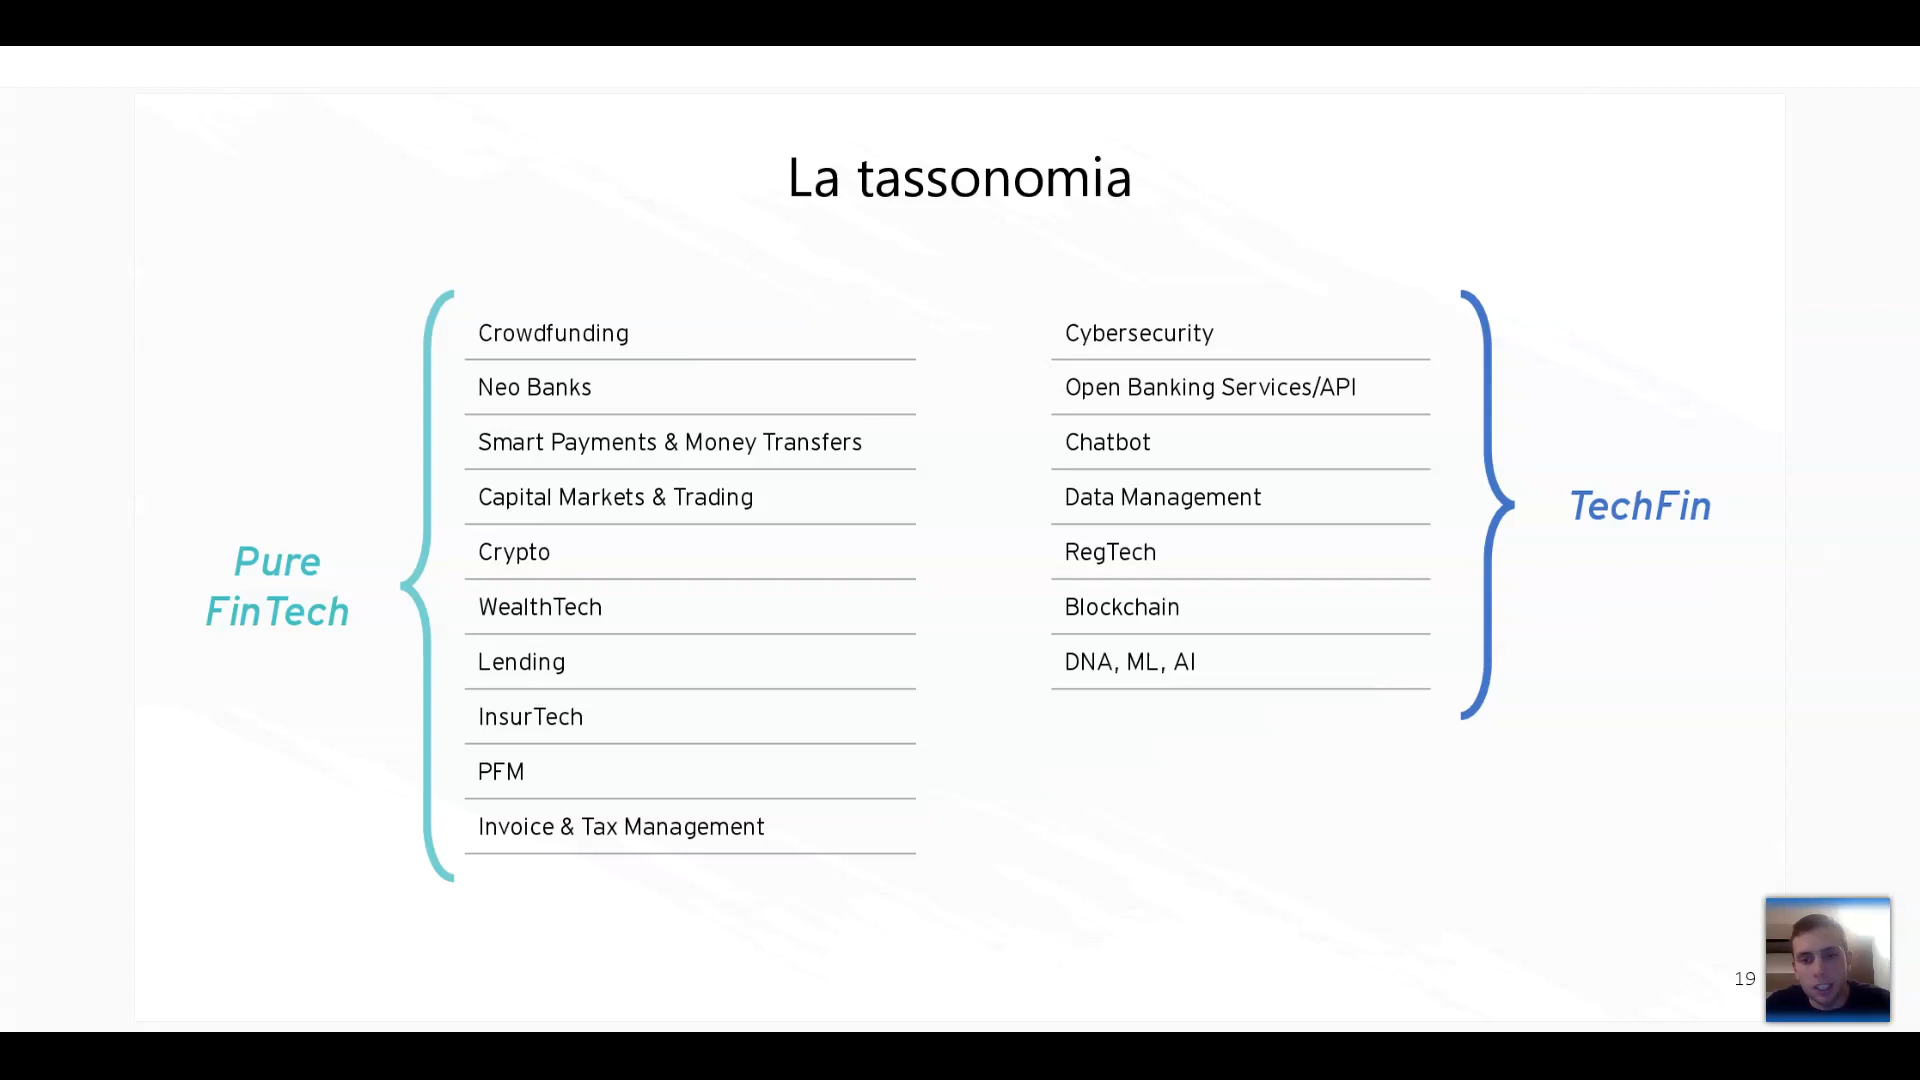 La tassonomia
Pure
FinTech
Crowdfunding
Neo Banks
Smart Payments & Money Transfers
Capital Markets & Trading
Crypto
WealthTech
Lending
InsurTech
PFM
Invoice & Tax Management
Cybersecurity
Open Banking Services/API
Chatbot
Data Management
RegTech
Blockchain
DNA, ML, AI
TechFin
19